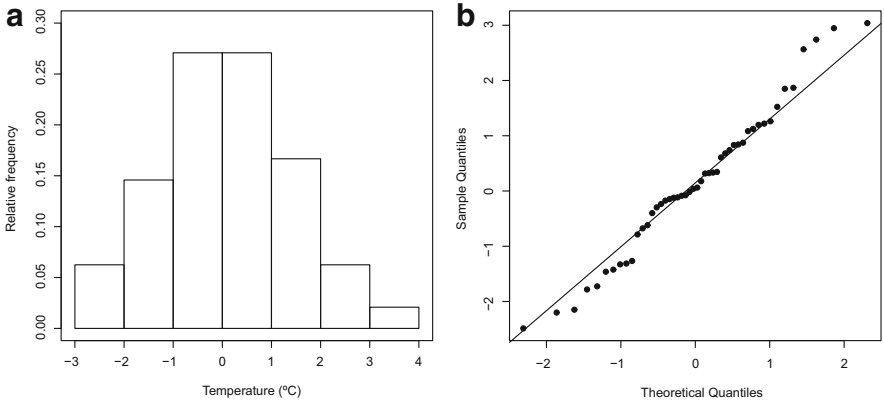 a
0.30
0.25
0.20
0.15
0.10
0.05
0.00
Relative frequency
−3 −2 −1 0 1 2 3 4
Temperature (ºC)
b
3
2
1
0
−1
−2
Sample Quantiles
−2 −1 0 1 2
Theoretical Quantiles